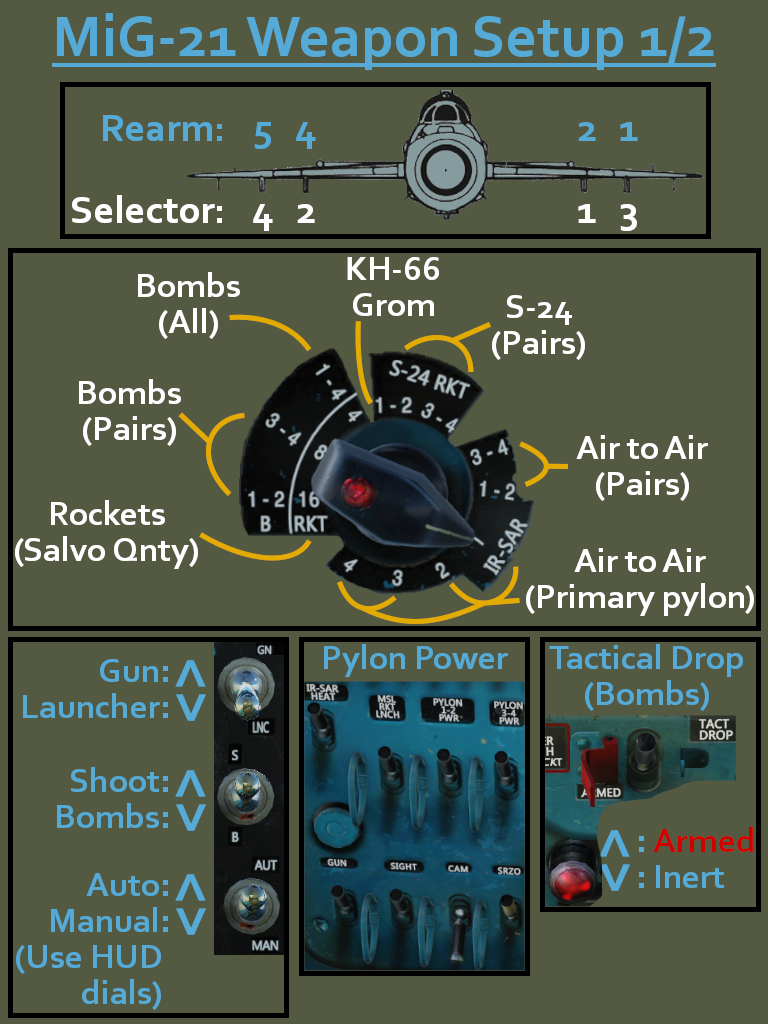 MiG-21 Weapon Setup 1/2
Rearm: 5 4 2 1
Selector: 4 2 1 3
Bombs
(All)
KH-66
Grom
S-24
(Pairs)
Bombs
(Pairs)
Rockets
(Salvo Qnty)
Air to Air
(Pairs)
Air to Air
(Primary pylon)
1-4
3-4
1-2
B
4
8
16
RKT
S-24 RKT
1-2 3-4
3-4
1-2
IR-SAR
1
2
3
4
Gun: ʌ
Launcher: v
Shoot: ʌ
Bombs: v
Auto: ʌ
Manual: v
(Use HUD
dials)
GN
LNC
S
B
AUT
MAN
Pylon Power
IR-SAR
HEAT
MSL
RKT
LNCH
PYLON
1-2
PWR
PYLON
3-4
PWR
GUN
SIGHT
CAM
SRZO
Tactical Drop
(Bombs)
TACT
DROP
ARMED
ʌ : Armed
v : Inert